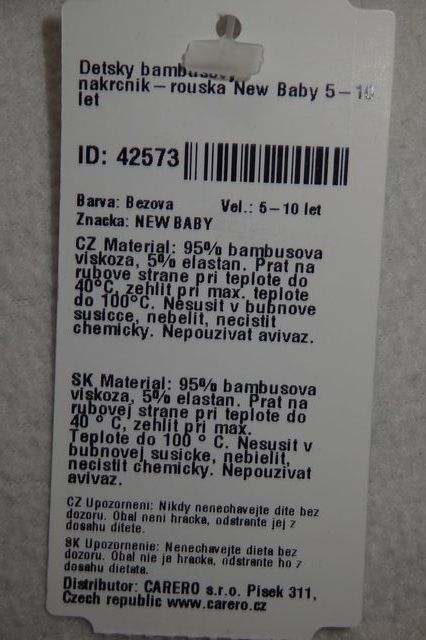 Detsky bambusovy
nakrcnik – rouska New Baby 5 – 10
let
ID: 42573
Barva: Bezova Vel.: 5 – 10 let
Znacka: NEW BABY
CZ Material: 95% bambusova
viskoza, 5% elastan. Prat na
rubove strane pri teplote do
40°C, zehlit pri max. teplote
do 100°C. Nesusit v bubnove
susicce, nebelit, necistit
chemicky. Nepouzivat avivaz.
SK Material: 95% bambusova
viskoza, 5% elastan. Prat na
rubovej strane pri teplote do
40 ° C, zehlit pri max.
Teplote do 100 ° C. Nesusit v
bubnovej susicke, nebielit,
necistit chemicky. Nepouzivat
avivaz.
CZ Upozorneni: Nikdy nenechavejte dite bez
dozoru. Obal neni hracka, odstrante jej z
dosahu ditete.
SK Upozornenie: Nenechavejte dieta bez
dozoru. Obal nie je hracka, odstrante ho z
dosahu dietata.
Distributor: CARERO s.r.o. Pisek 311,
Czech republic www.carero.cz